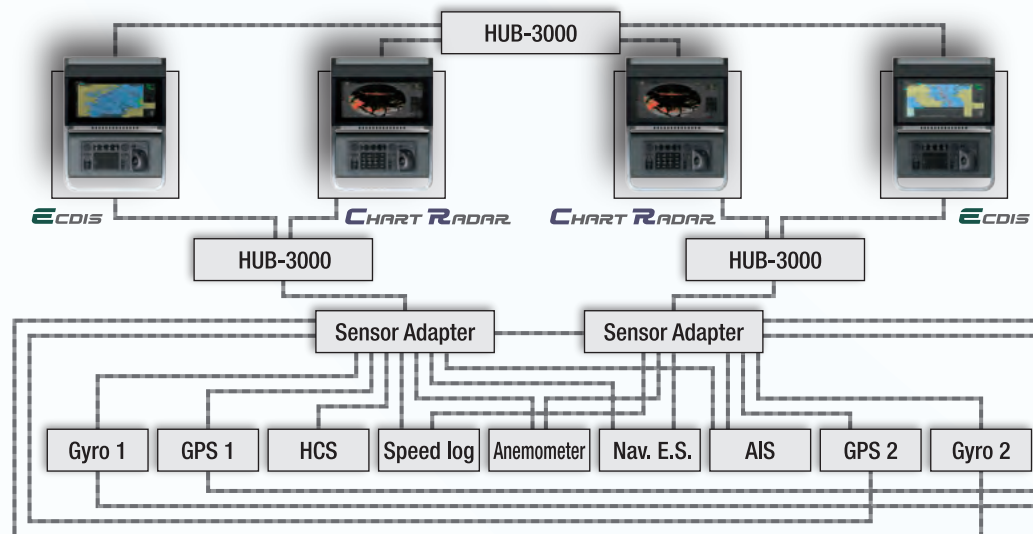 HUB-3000
ECDIS
CHART RADAR
CHART RADAR
ECDIS
HUB-3000
HUB-3000
Sensor Adapter
Sensor Adapter
Gyro 1
GPS 1
HCS
Speed log
Anemometer
Nav. E.S.
AIS
GPS 2
Gyro 2